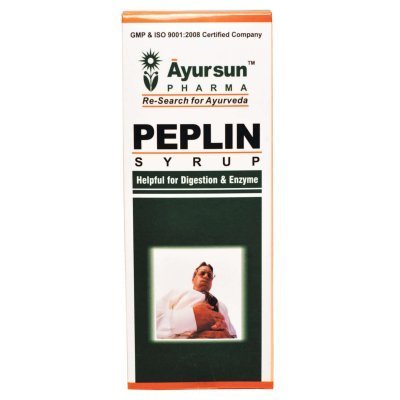 GMP & ISO 9001:2008 Certified Company
Ayursun™
PHARMA
Re-Search for Ayurveda
PEPLIN
SYRUP
Helpful for Digestion & Enzyme